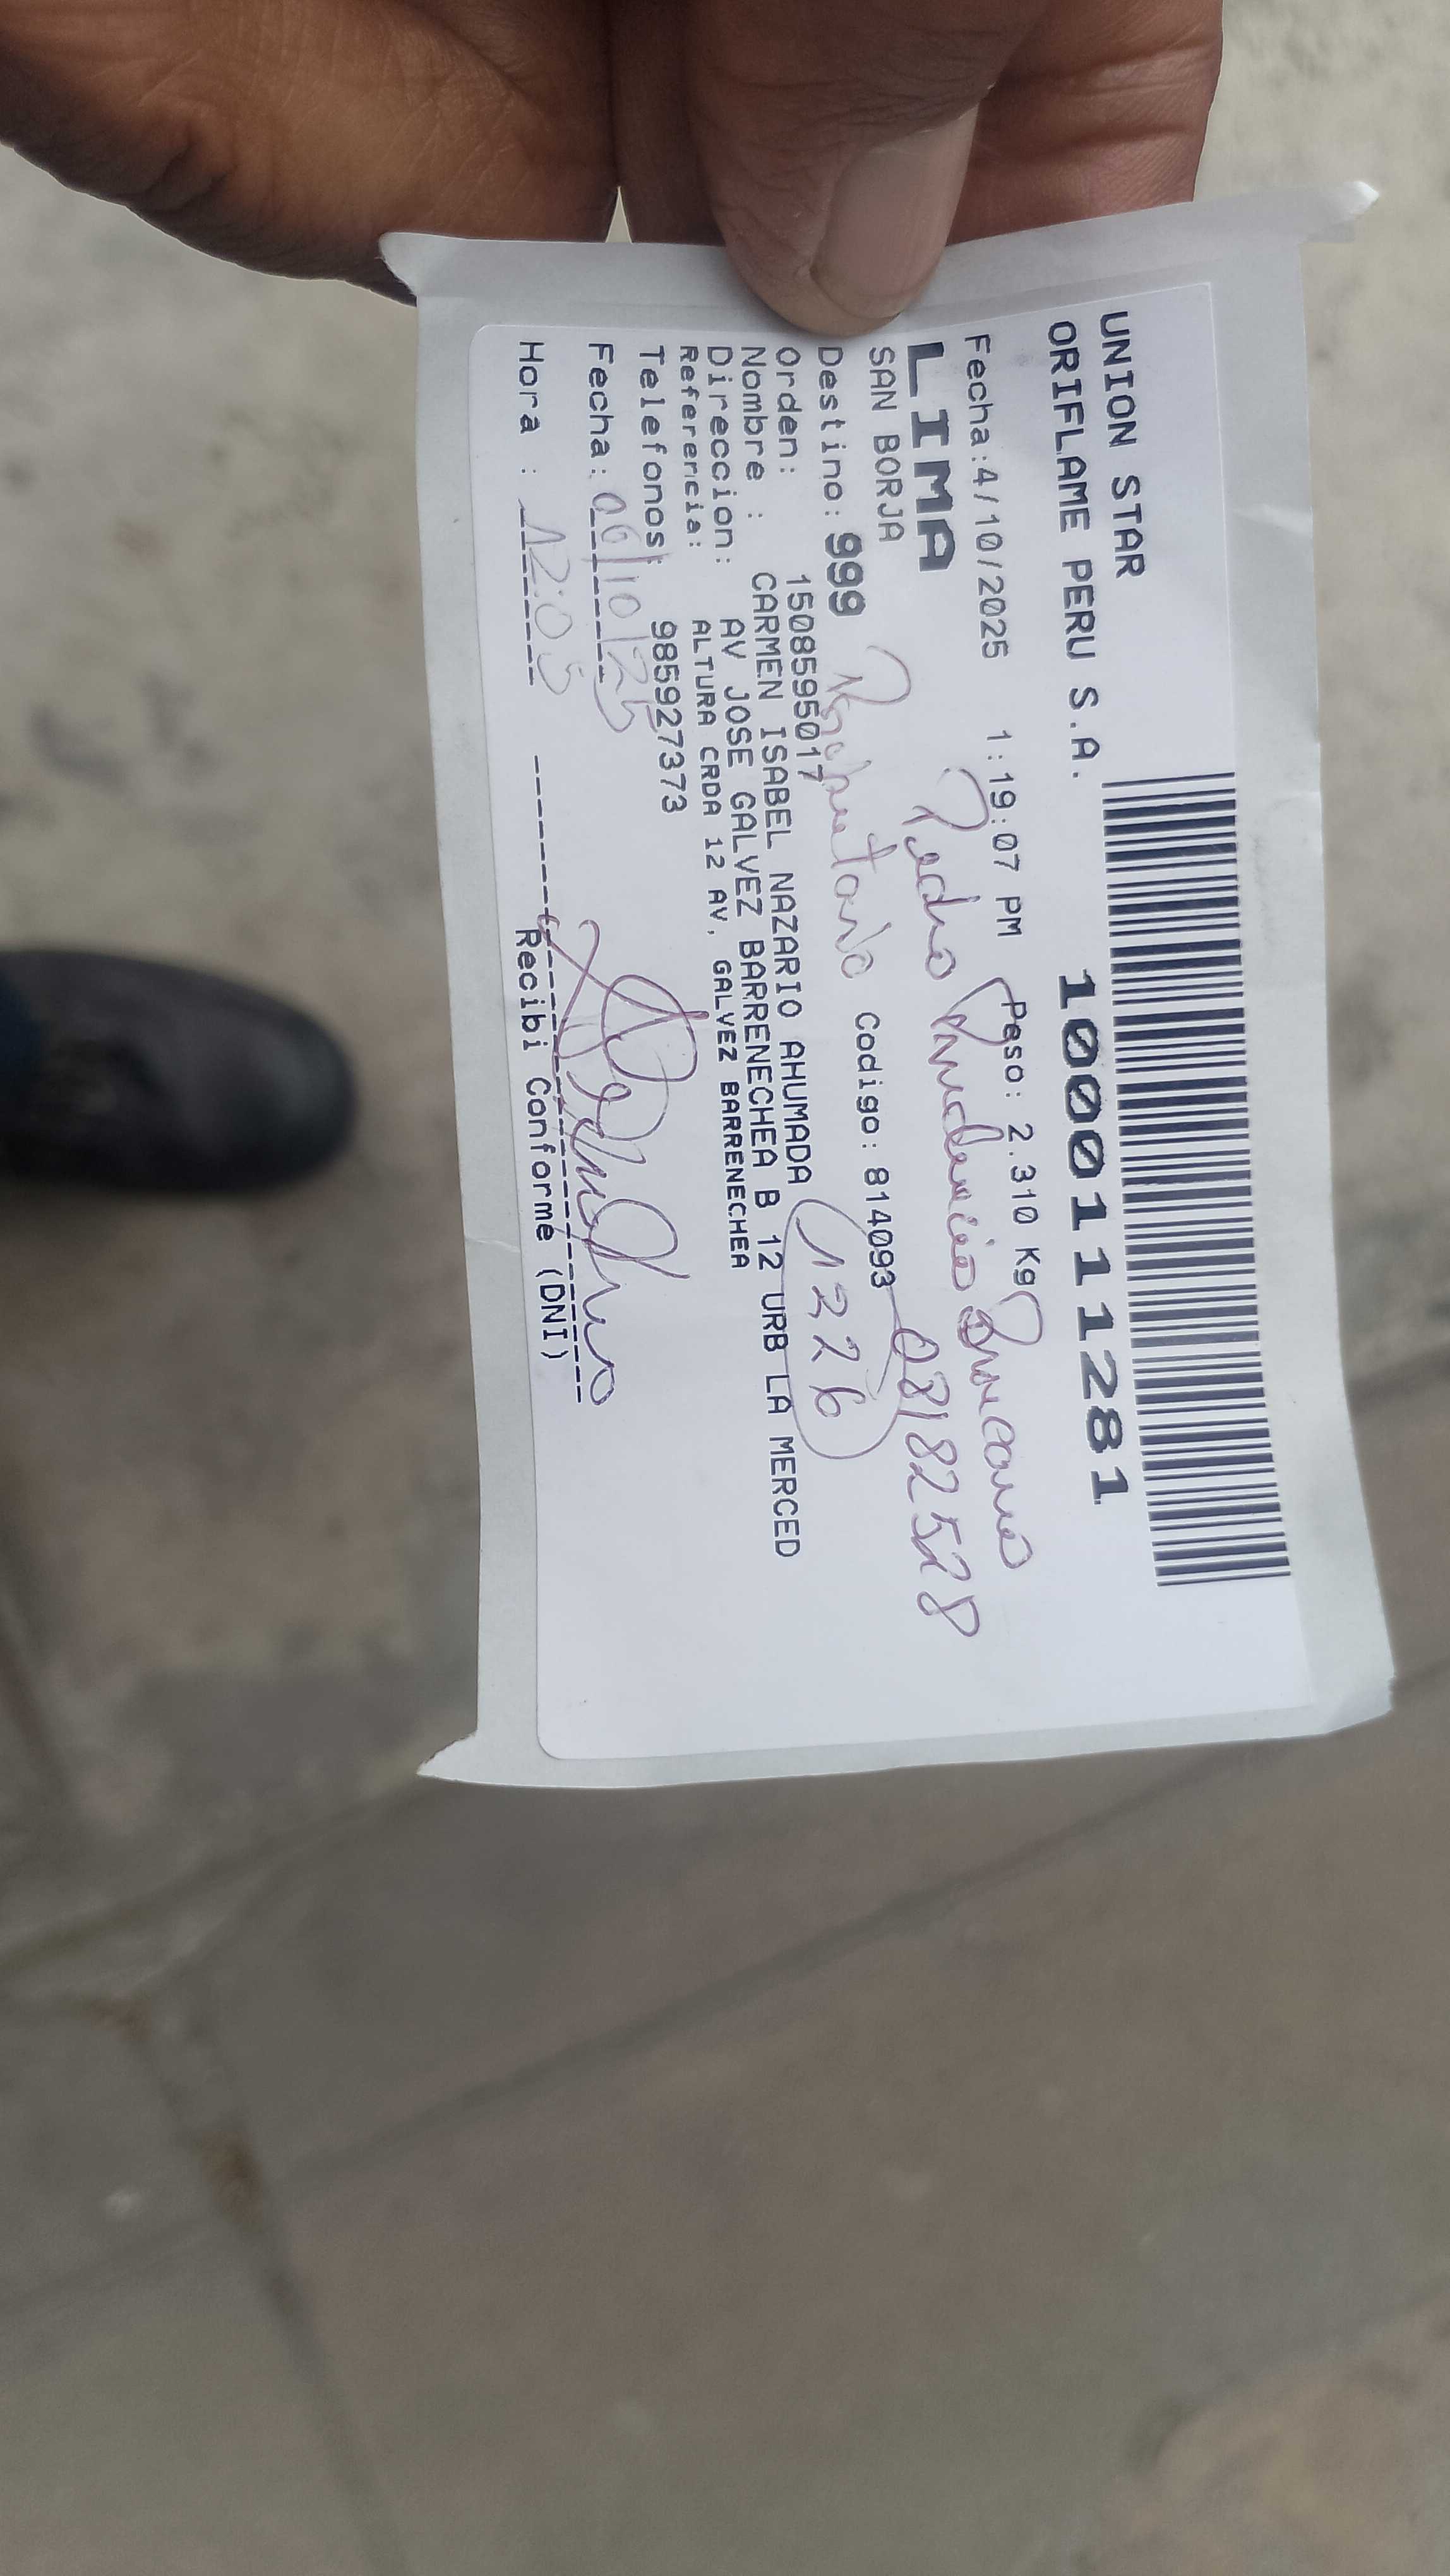 UNION STAR
ORIFLAME PERU S.A. 1000111281
Fecha:4/10/2025 1:19:07 PM Peso: 2.310 Kg
LIMA Pedro Prudencio
SAN BORJA 08182528
Destino: 999 Codigo: 814093
Orden: 1508595017 1226
Nombre : CARMEN ISABEL NAZARIO AHUMADA
Direccion: AV JOSE GALVEZ BARRENECHEA B 12 URB LA MERCED
Referencia: ALTURA CRDA 12 AV, GALVEZ BARRENECHEA
Telefonos: 985927373
Fecha: 06/10/25
Hora : 12:05
Recibi Conforme (DNI)